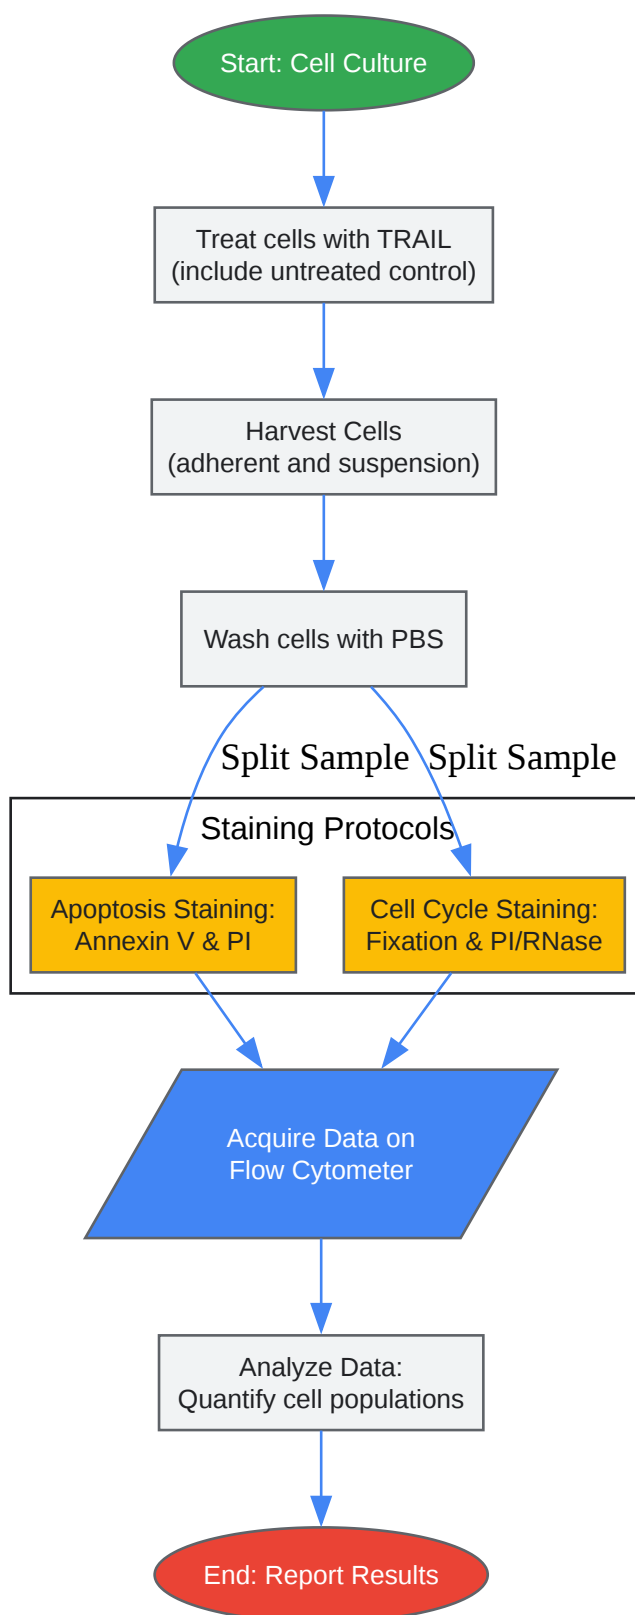 Start: Cell Culture
Treat cells with TRAIL
(include untreated control)
Harvest Cells
(adherent and suspension)
Wash cells with PBS
Split Sample
Split Sample
Staining Protocols
Apoptosis Staining:
Annexin V & PI
Cell Cycle Staining:
Fixation & PI/RNase
Acquire Data on
Flow Cytometer
Analyze Data:
Quantify cell populations
End: Report Results